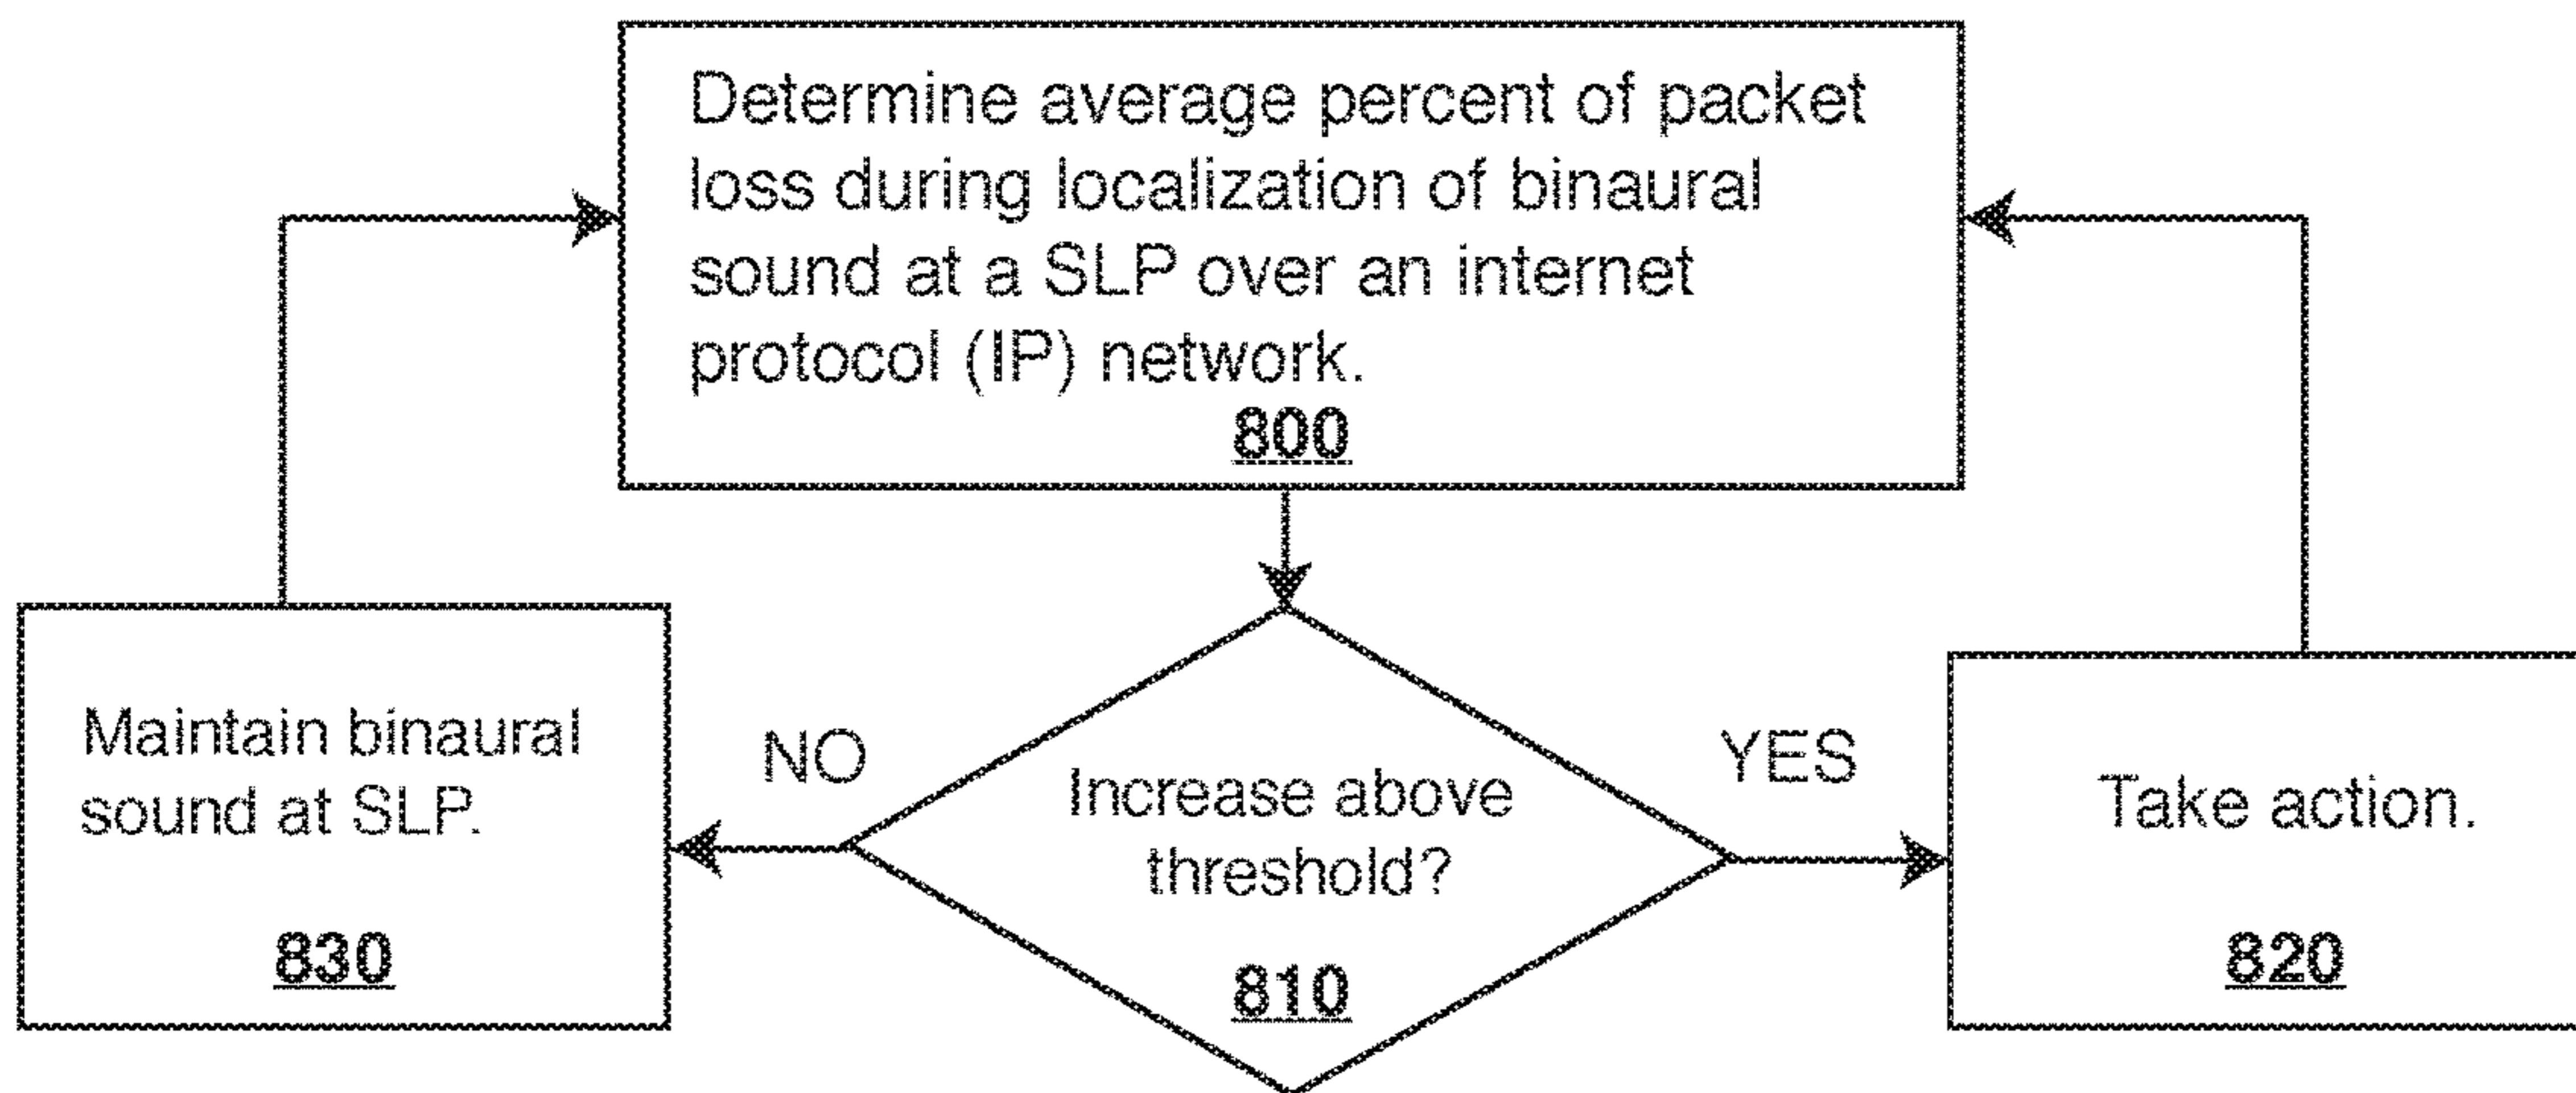 Determine average percent of packet
loss during localization of binaural
sound at a SLP over an internet
protocol (IP) network.
800
Maintain binaural
sound at SLP.
830
NO
Increase above
threshold?
810
YES
Take action.
820